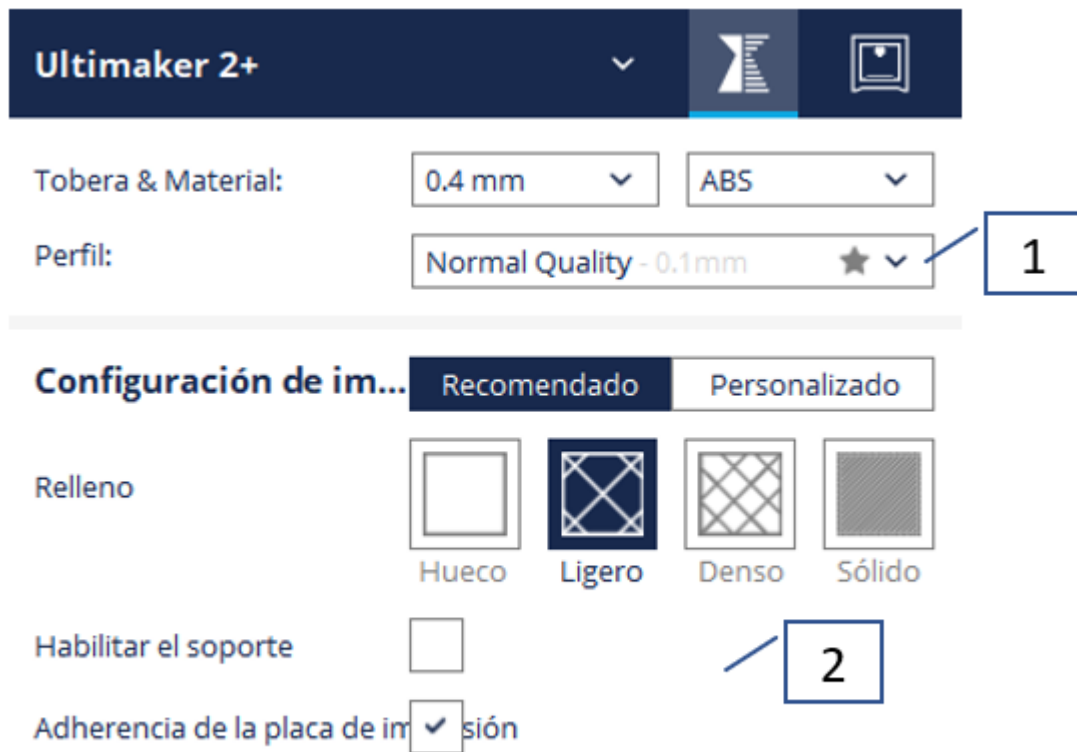 Ultimaker 2+
Tobera & Material: 0.4 mm ABS
Perfil: Normal Quality - 0.1mm
1
Configuración de im... Recomendado Personalizado
Relleno
Hueco Ligero Denso Sólido
Habilitar el soporte
2
Adherencia de la placa de im sión